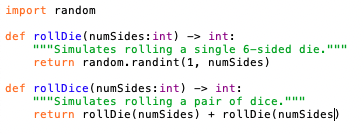 import random
def rollDie(numSides:int) -> int:
    """Simulates rolling a single 6-sided die."""
    return random.randint(1, numSides)
def rollDice(numSides:int) -> int:
    """Simulates rolling a pair of dice."""
    return rollDie(numSides) + rollDie(numSides)